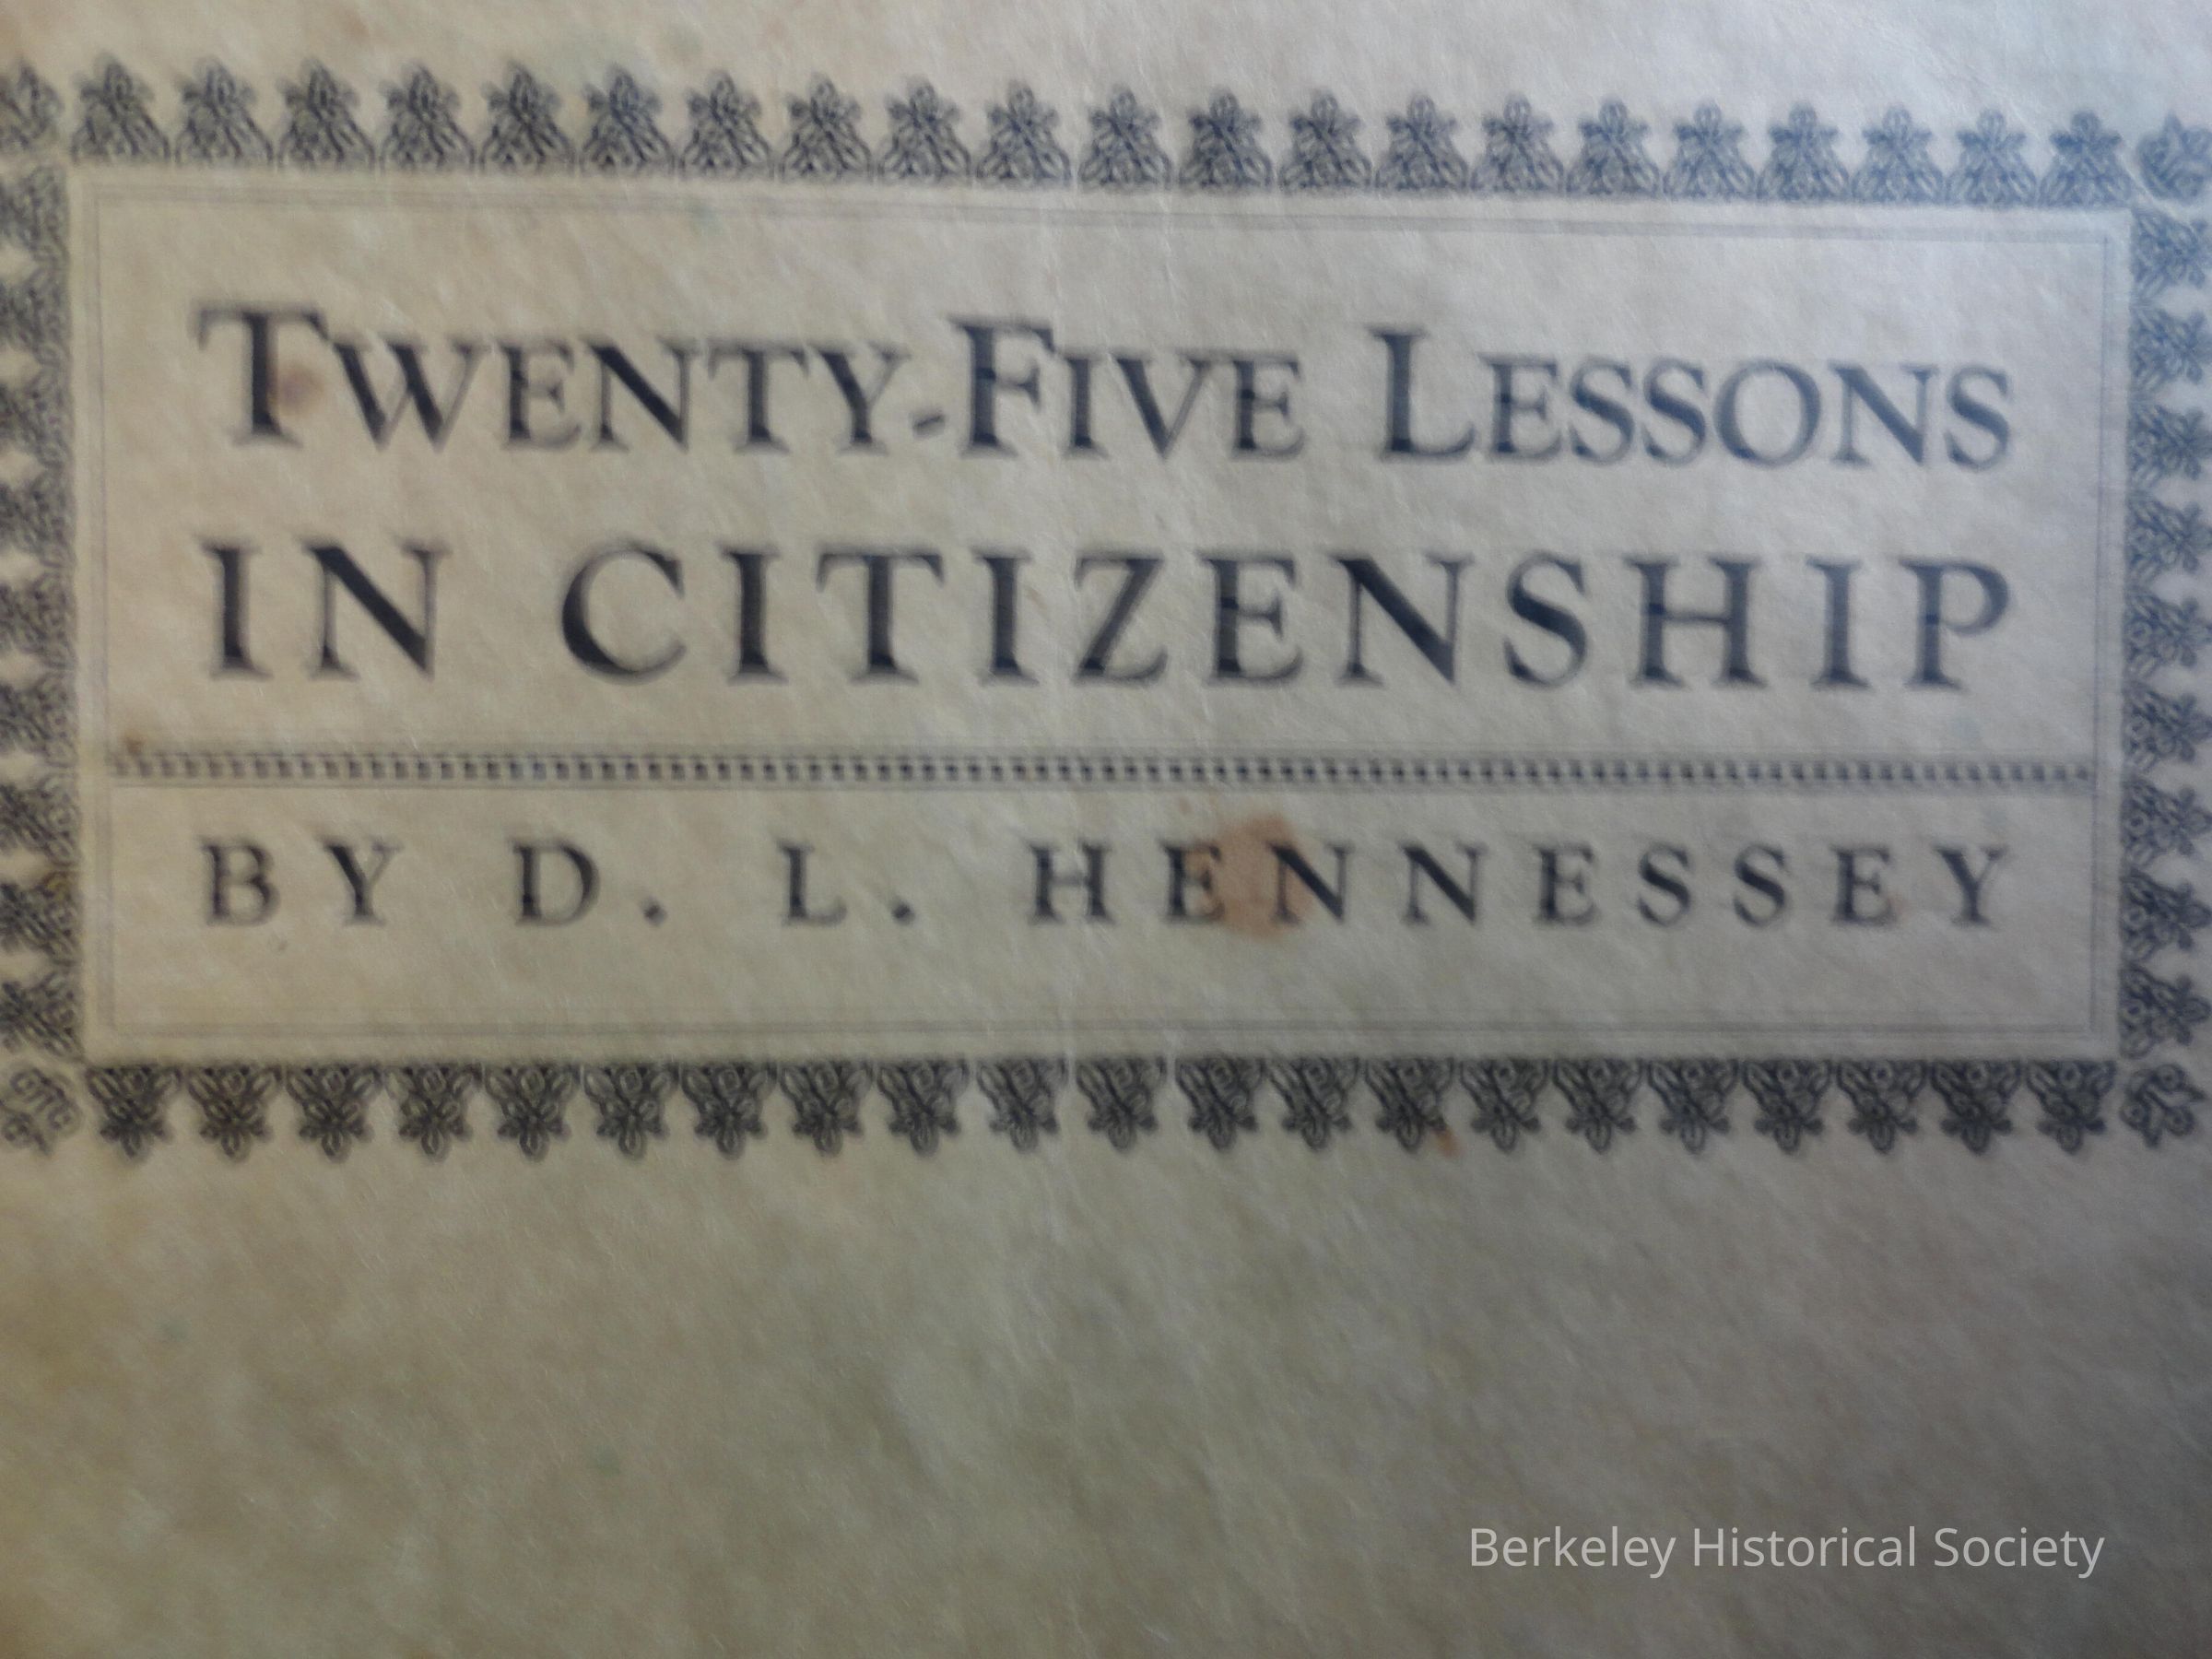 TWENTY-FIVE LESSONS
IN CITIZENSHIP
BY D. L. HENNESSEY
Berkeley Historical Society